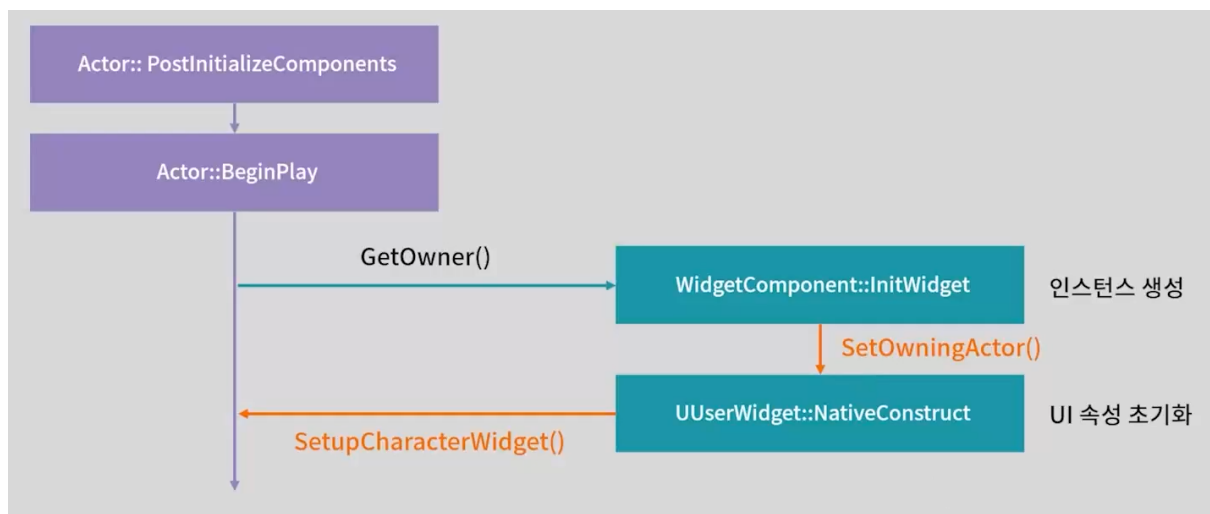 Actor:: PostInitializeComponents
Actor::BeginPlay
GetOwner()
WidgetComponent::InitWidget
인스턴스 생성
SetOwningActor()
UUserWidget::NativeConstruct
UI 속성 초기화
SetupCharacterWidget()